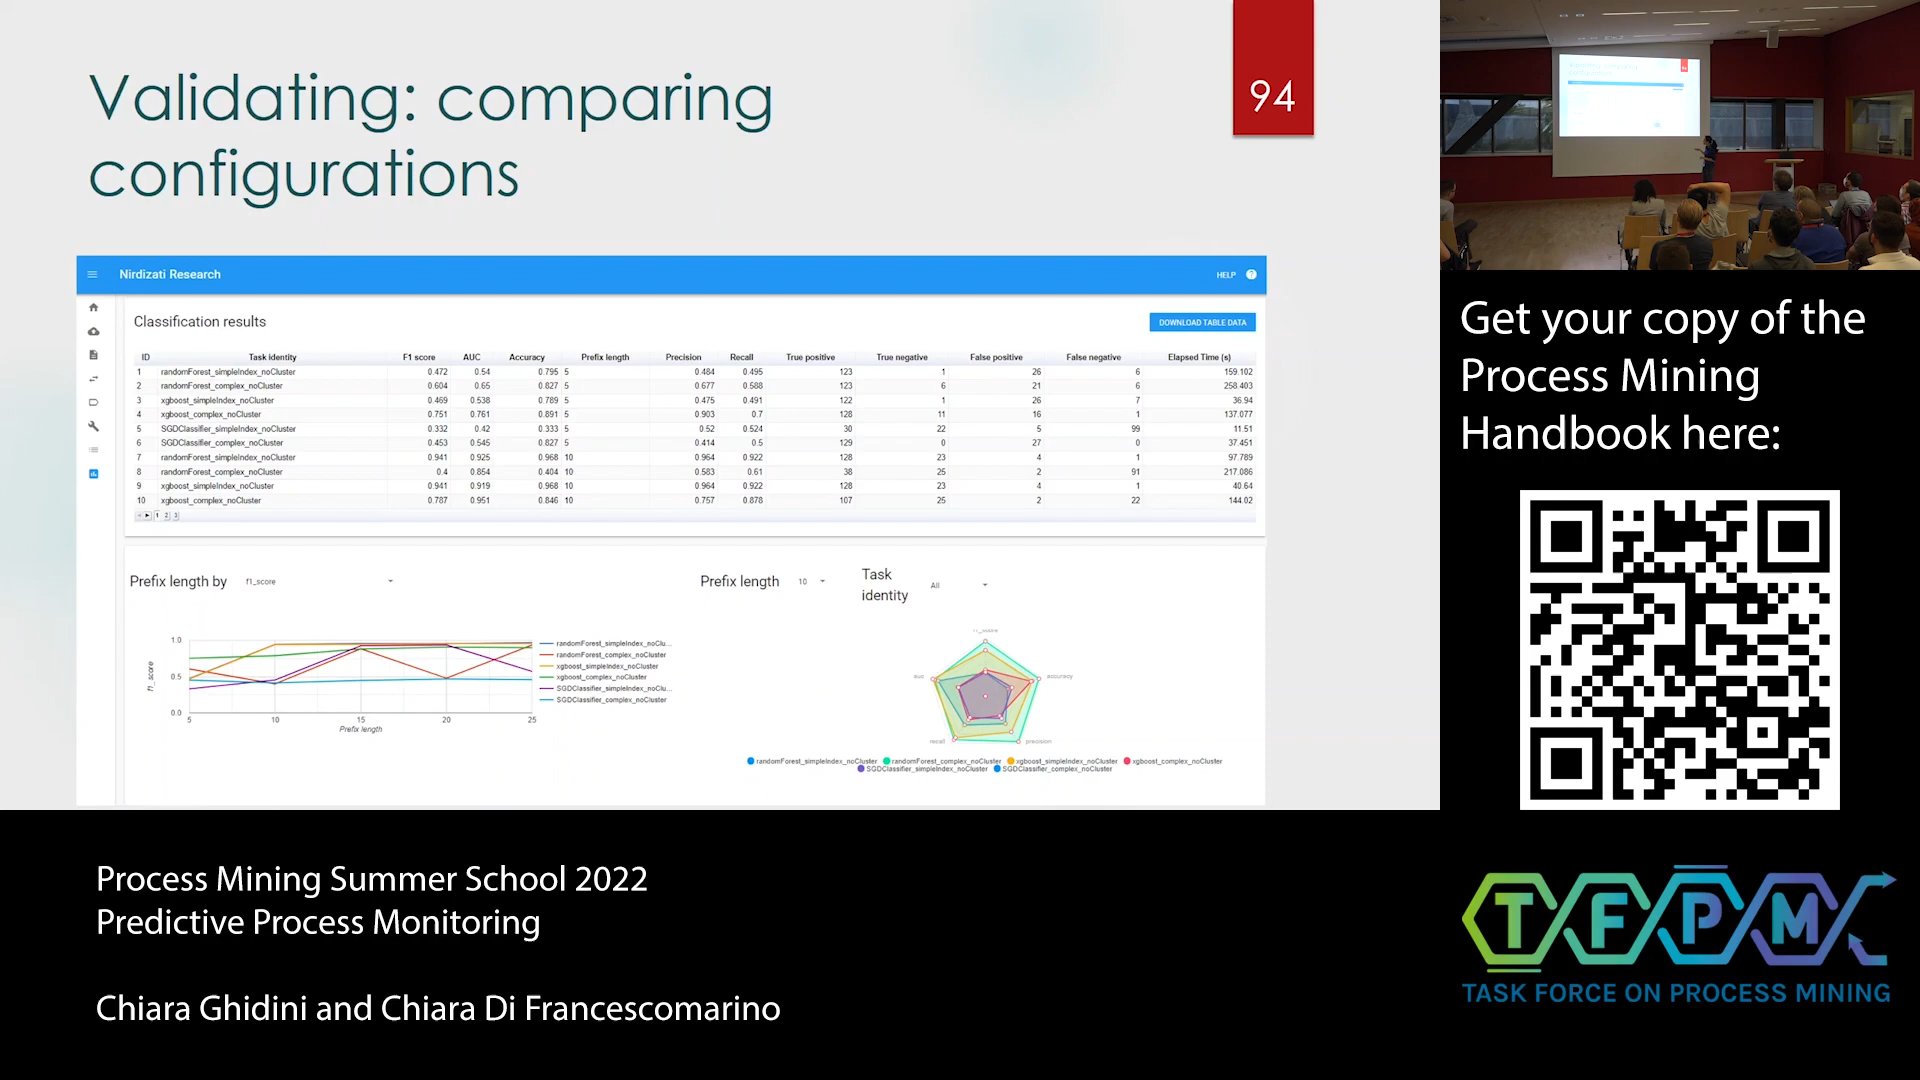 Validating: comparing
configurations
94
Nirdizati Research
HELP ?
Classification results
DOWNLOAD TABLE DATA
ID Task identity F1 score AUC Accuracy Prefix length Precision Recall True positive True negative False positive False negative Elapsed Time (s)
1 randomForest_simpleIndex_noCluster 0.472 0.54 0.795 5 0.484 0.495 123 1 26 6 159.102
2 randomForest_complex_noCluster 0.604 0.65 0.827 5 0.677 0.588 123 6 21 6 258.403
3 xgboost_simpleIndex_noCluster 0.469 0.538 0.789 5 0.475 0.491 122 1 26 7 36.94
4 xgboost_complex_noCluster 0.751 0.761 0.891 5 0.903 0.7 128 11 16 1 137.077
5 SGDClassifier_simpleIndex_noCluster 0.332 0.42 0.333 5 0.52 0.524 30 22 5 99 11.51
6 SGDClassifier_complex_noCluster 0.453 0.545 0.827 5 0.414 0.5 129 0 27 0 37.451
7 randomForest_simpleIndex_noCluster 0.941 0.925 0.968 10 0.964 0.922 128 23 4 1 97.789
8 randomForest_complex_noCluster 0.4 0.854 0.404 10 0.583 0.61 38 25 2 91 217.086
9 xgboost_simpleIndex_noCluster 0.941 0.919 0.968 10 0.964 0.922 128 23 4 1 40.64
10 xgboost_complex_noCluster 0.787 0.951 0.846 10 0.757 0.878 107 25 2 22 144.02
1 2 3
Prefix length by f1_score
Prefix length 10
Task
identity
All
1.0
0.5
0.0
f1_score
5 10 15 20 25
Prefix length
randomForest_simpleIndex_noClu...
randomForest_complex_noCluster
xgboost_simpleIndex_noCluster
xgboost_complex_noCluster
SGDClassifier_simpleIndex_noClu...
SGDClassifier_complex_noCluster
f1_score
auc
accuracy
recall
precision
randomForest_simpleIndex_noCluster randomForest_complex_noCluster xgboost_simpleIndex_noCluster xgboost_complex_noCluster
SGDClassifier_simpleIndex_noCluster SGDClassifier_complex_noCluster
Get your copy of the
Process Mining
Handbook here:
Process Mining Summer School 2022
Predictive Process Monitoring
Chiara Ghidini and Chiara Di Francescomarino
TFPM
TASK FORCE ON PROCESS MINING